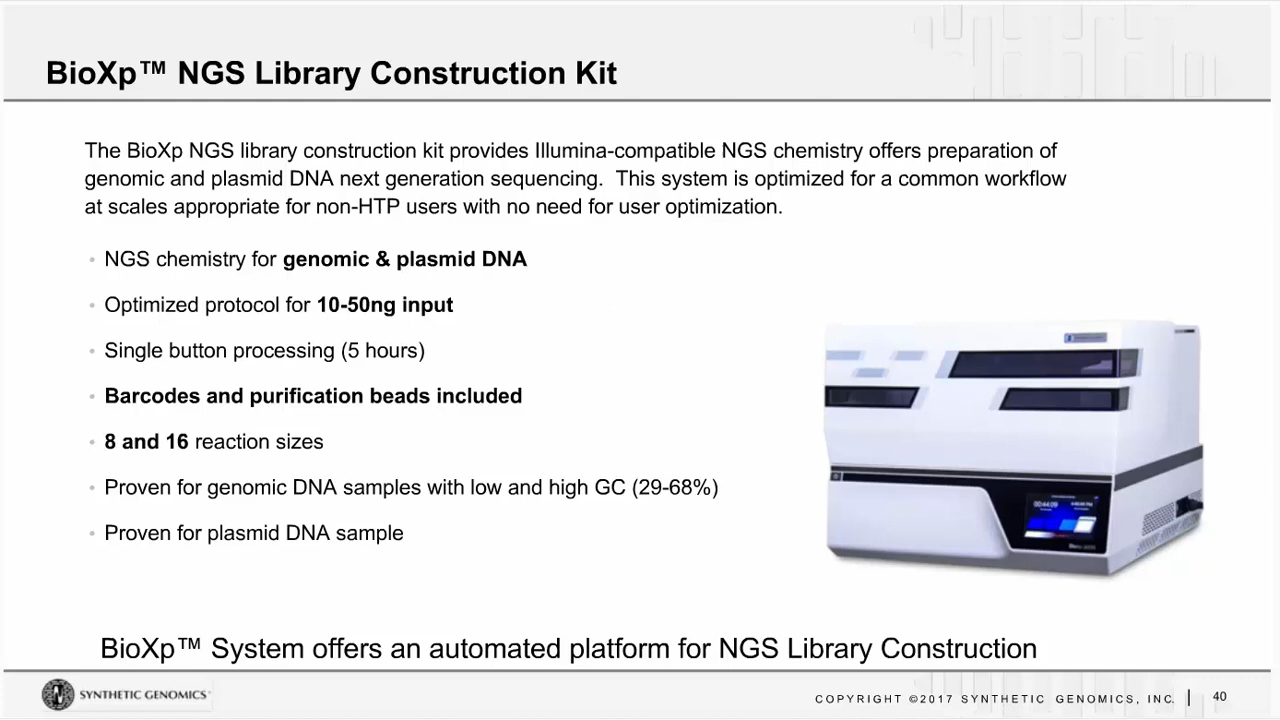 BioXp™ NGS Library Construction Kit
The BioXp NGS library construction kit provides Illumina-compatible NGS chemistry offers preparation of
genomic and plasmid DNA next generation sequencing. This system is optimized for a common workflow
at scales appropriate for non-HTP users with no need for user optimization.
• NGS chemistry for genomic & plasmid DNA
• Optimized protocol for 10-50ng input
• Single button processing (5 hours)
• Barcodes and purification beads included
• 8 and 16 reaction sizes
• Proven for genomic DNA samples with low and high GC (29-68%)
• Proven for plasmid DNA sample
BioXp™ System offers an automated platform for NGS Library Construction
SYNTHETIC GENOMICS
COPYRIGHT ©2017 SYNTHETIC GENOMICS, INC. | 40